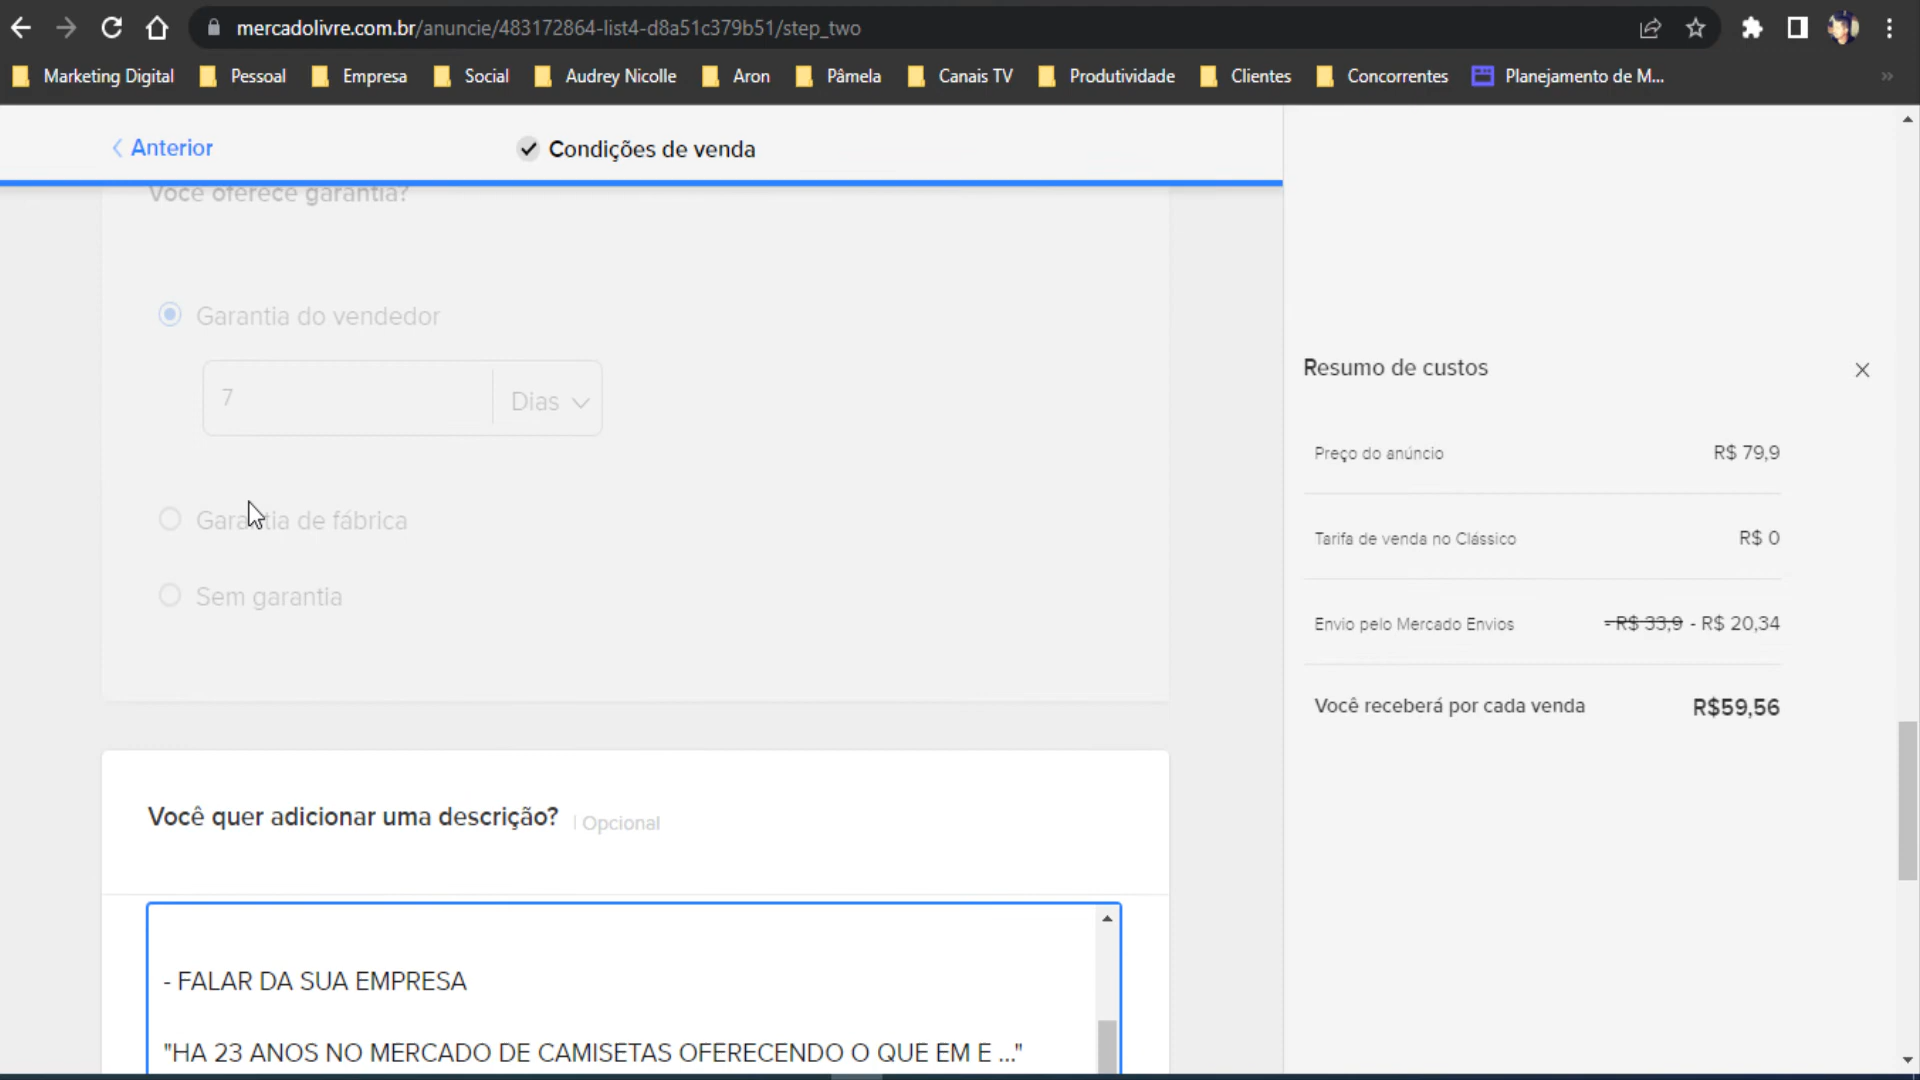 mercadolivre.com.br/anuncie/483172864-list4-d8a51c379b51/step_two
Marketing Digital Pessoal Empresa Social Audrey Nicolle Aron Pâmela Canais TV Produtividade Clientes Concorrentes Planejamento de M... »
Anterior
Condições de venda
Você oferece garantia?
Garantia do vendedor
7 Dias
Garantia de fábrica
Sem garantia
Você quer adicionar uma descrição? | Opcional
- FALAR DA SUA EMPRESA
"HA 23 ANOS NO MERCADO DE CAMISETAS OFERECENDO O QUE EM E ..."
Resumo de custos
Preço do anúncio R$ 79,9
Tarifa de venda no Clássico R$ 0
Envio pelo Mercado Envios - R$ 33,9 - R$ 20,34
Você receberá por cada venda R$59,56